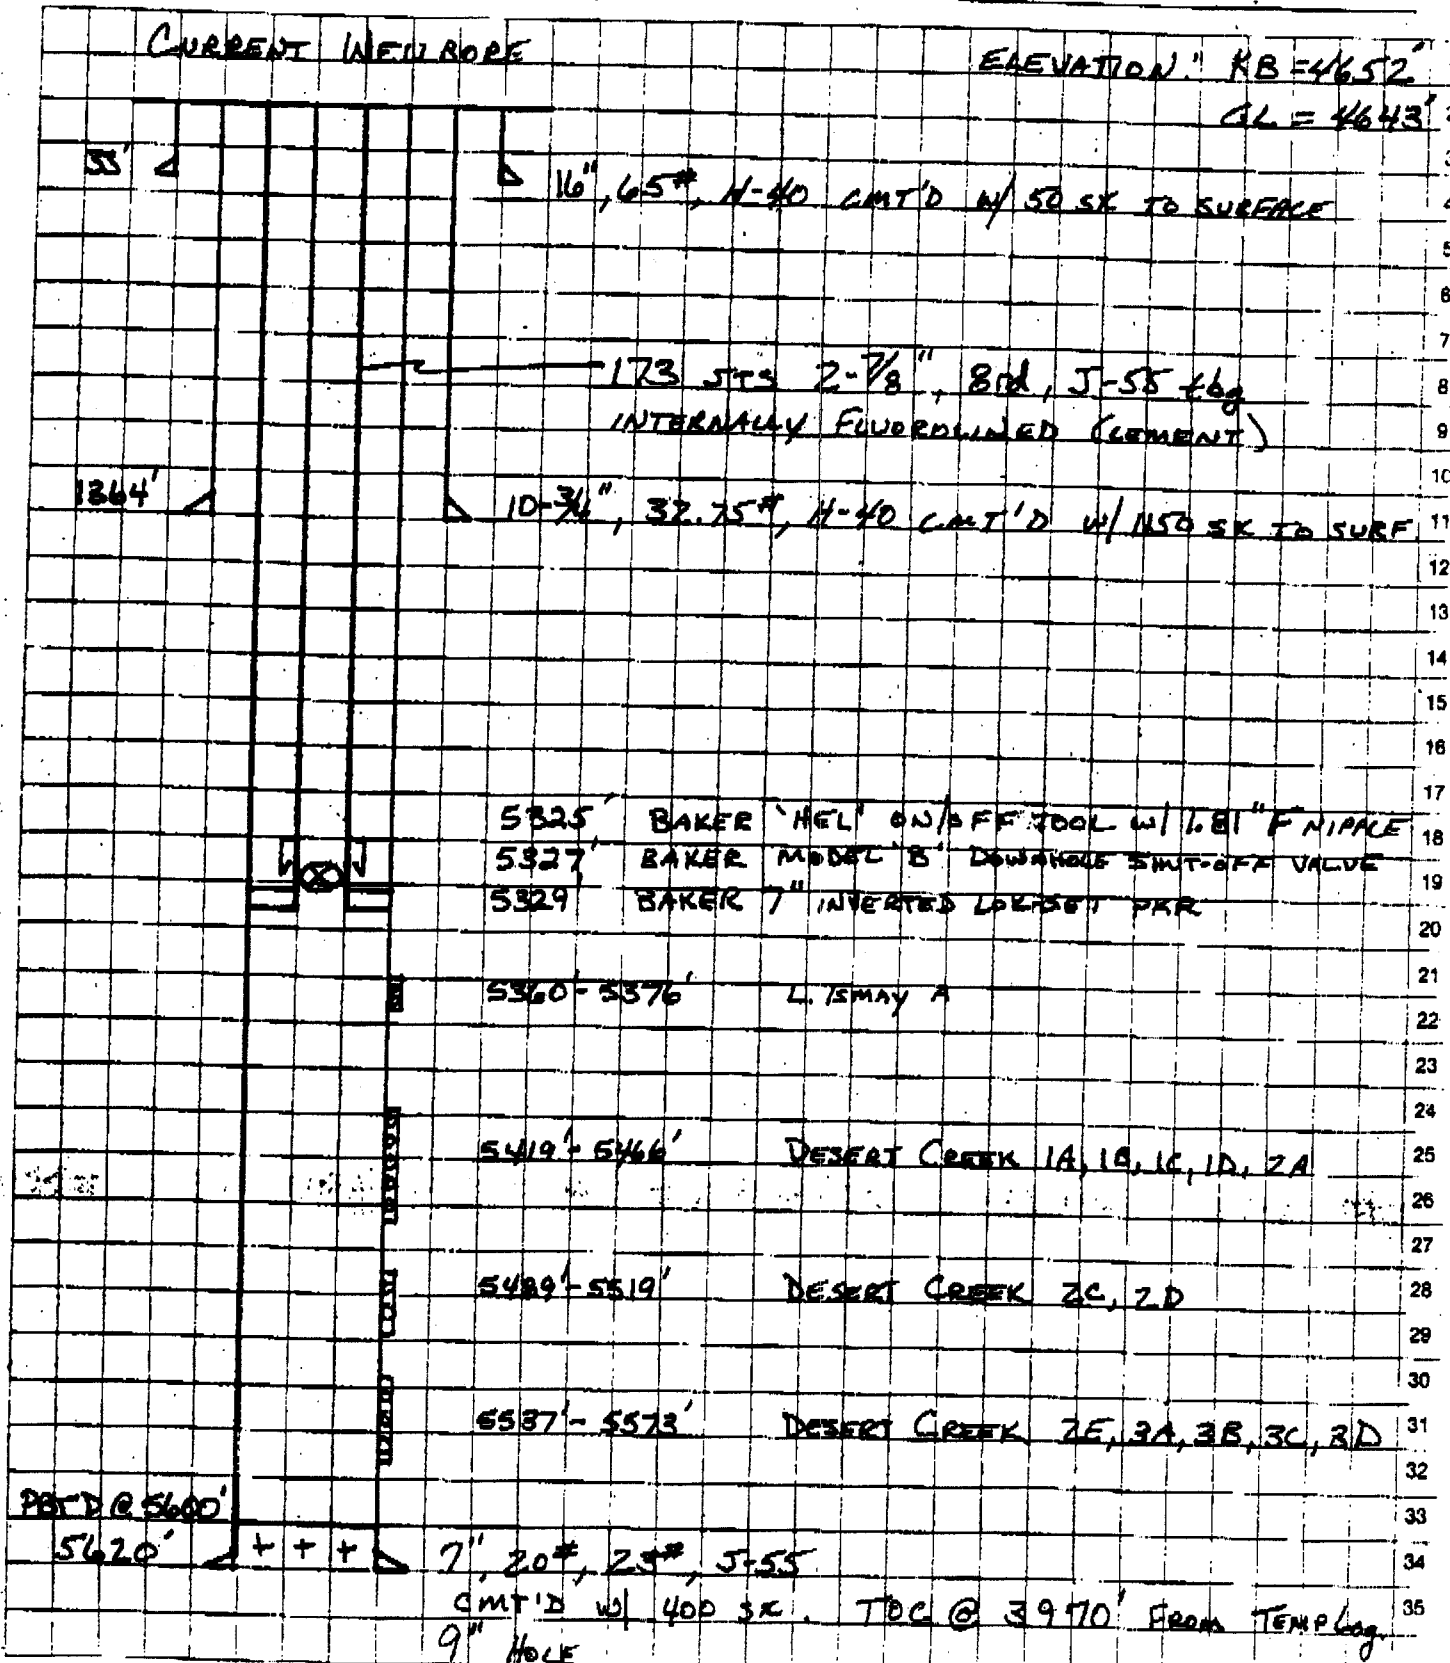 CURRENT WELLBORE
ELEVATION: KB = 4652'
GL = 4643'
55'
16", 65#, H-40 CMT'D W/ 50 SX TO SURFACE
173 JTS 2-7/8", 8rd, J-55 tbg
INTERNALLY FLUOROLINED (CEMENT)
1364'
10-3/4", 32.75#, H-40 CMT'D W/ 1150 SX TO SURF.
5325' BAKER 'HEL' ON/OFF TOOL W/ 1.81" F NIPPLE
5327' BAKER MODEL 'B' DOWNHOLE SHUT-OFF VALVE
5329' BAKER 7" INVERTED LOK-SET PKR
5360'-5376' L. ISMAY A
5419'-5466' DESERT CREEK 1A, 1B, 1C, 1D, 2A
5489'-5519' DESERT CREEK 2C, 2D
5537'-5573' DESERT CREEK 2E, 3A, 3B, 3C, 3D
PBTD @ 5600'
5620'
+ + +
7", 20#, 23#, J-55
CMT'D W/ 400 SX. TOC @ 3970' FROM TEMP Log.
9" HOLE
2
3
4
5
6
7
8
9
10
11
12
13
14
15
16
17
18
19
20
21
22
23
24
25
26
27
28
29
30
31
32
33
34
35